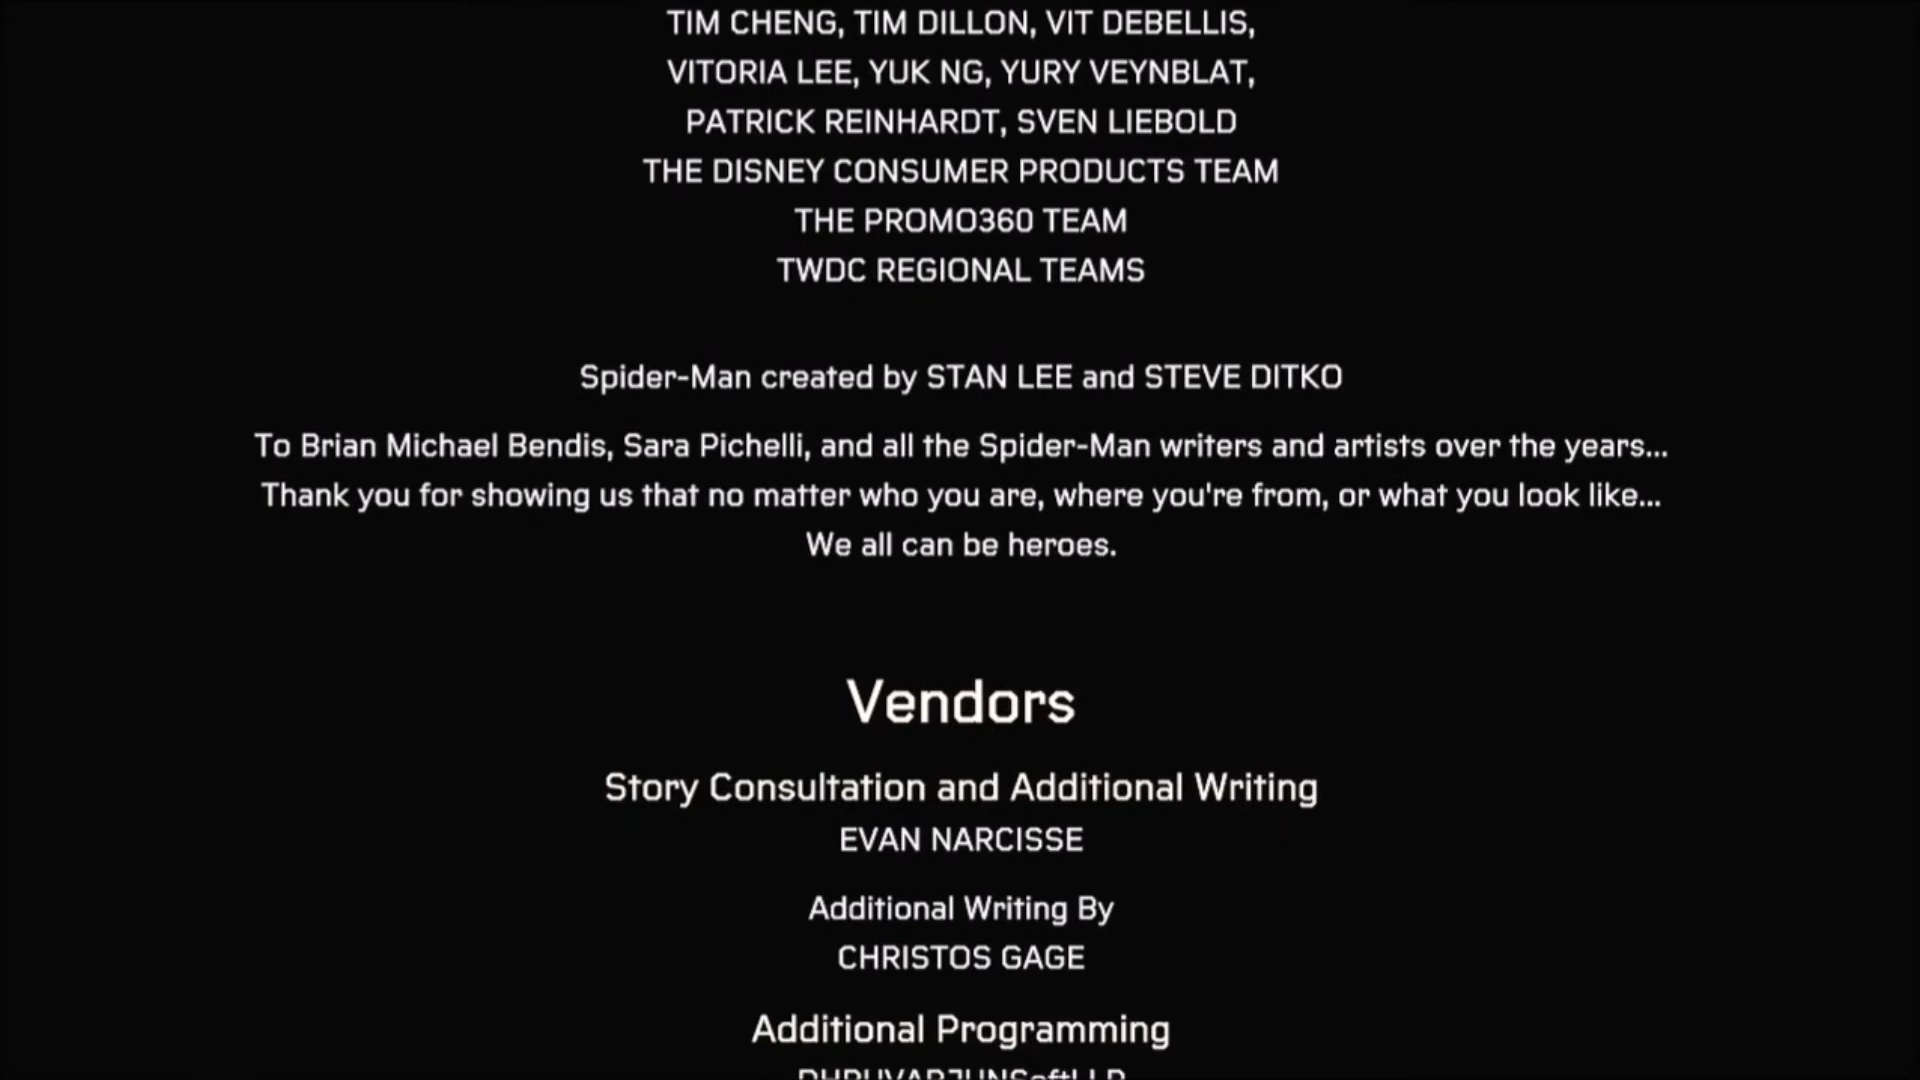 TIM CHENG, TIM DILLON, VIT DEBELLIS,
VITORIA LEE, YUK NG, YURY VEYNBLAT,
PATRICK REINHARDT, SVEN LIEBOLD
THE DISNEY CONSUMER PRODUCTS TEAM
THE PROMO360 TEAM
TWDC REGIONAL TEAMS
Spider-Man created by STAN LEE and STEVE DITKO
To Brian Michael Bendis, Sara Pichelli, and all the Spider-Man writers and artists over the years...
Thank you for showing us that no matter who you are, where you're from, or what you look like...
We all can be heroes.
Vendors
Story Consultation and Additional Writing
EVAN NARCISSE
Additional Writing By
CHRISTOS GAGE
Additional Programming